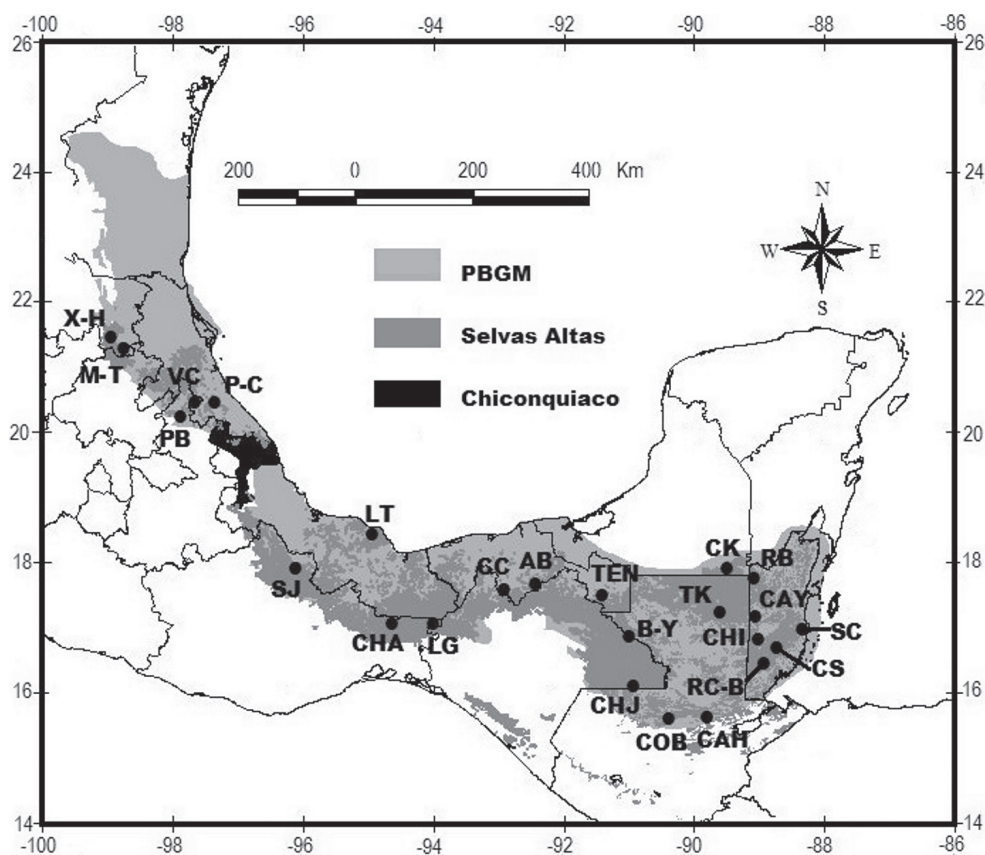 -100 -98 -96 -94 -92 -90 -88 -86
26 26
200 0 200 400 Km
24 24
N
W E
S
PBGM
22 22
X-H
Selvas Altas
M-T VC P-C
Chiconquiaco
20 20
PB
LT
18 18
CK RB
CC AB TEN
SJ
TK CAY
B-Y CHI SC
CHA LG
CS
RC-B
16 16
CHJ
COB CAH
14 14
-100 -98 -96 -94 -92 -90 -88 -86